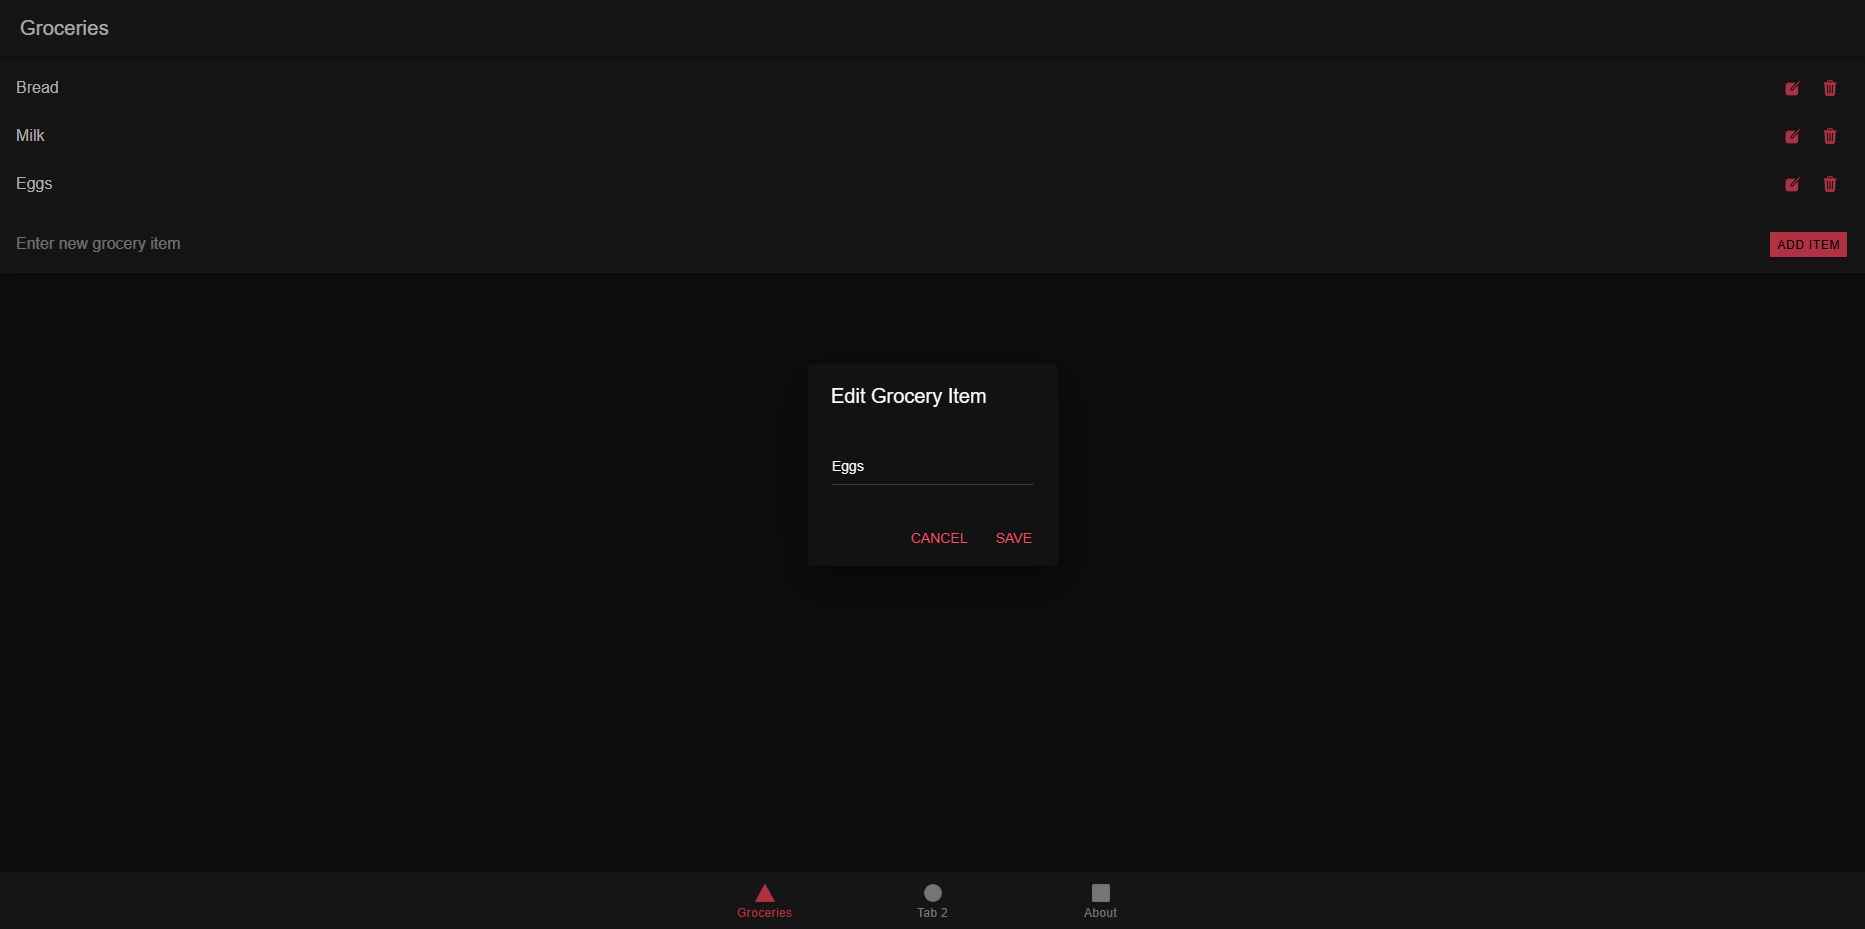 Groceries
Bread
Milk
Eggs
Enter new grocery item
ADD ITEM
Edit Grocery Item
Eggs
CANCEL SAVE
Groceries
Tab 2
About